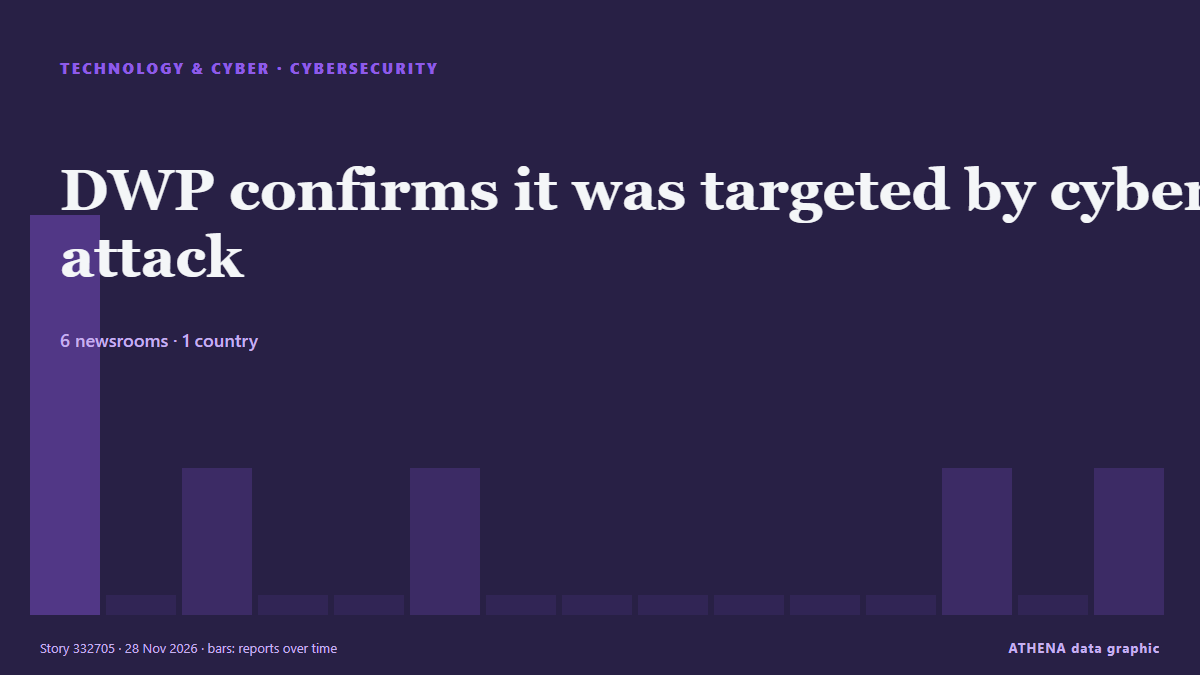 TECHNOLOGY & CYBER · CYBERSECURITY
DWP confirms it was targeted by cyber
attack
6 newsrooms · 1 country
Story 332705 · 28 Nov 2026 · bars: reports over time
ATHENA data graphic